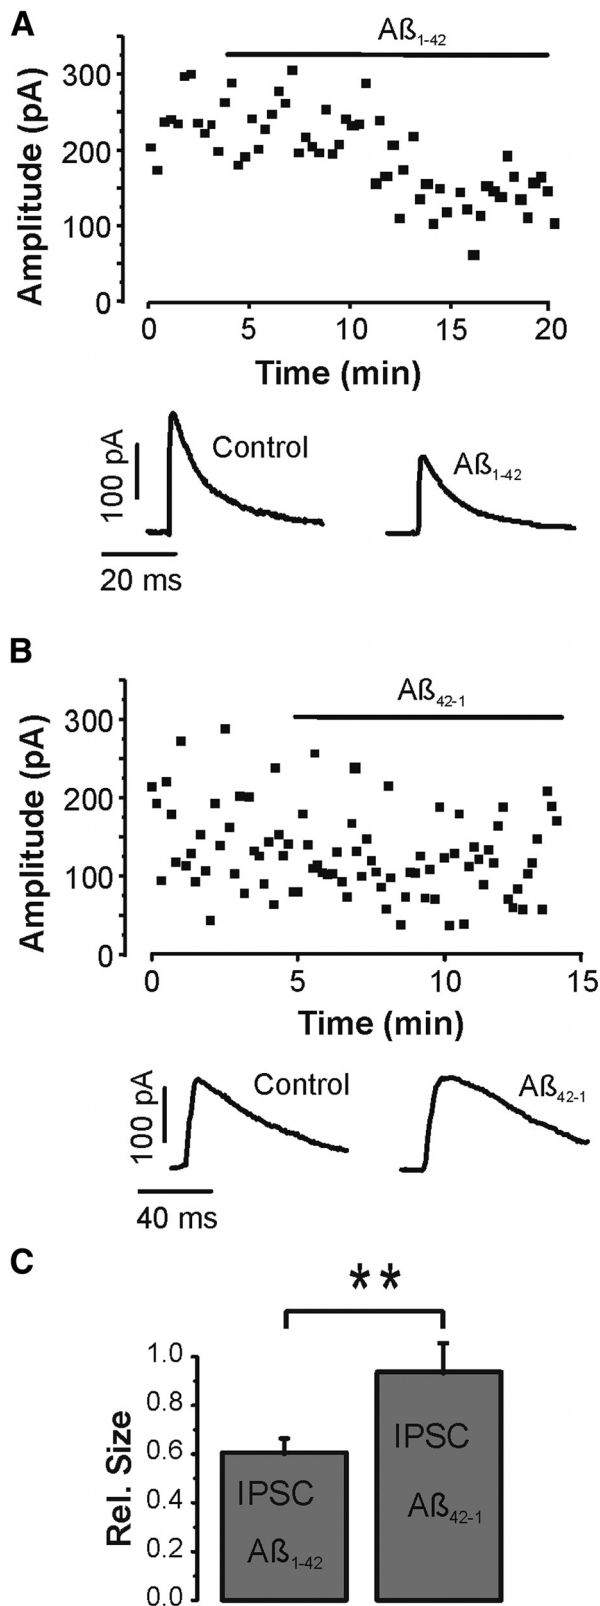 A
Aß1-42
300
200
100
0
Amplitude (pA)
0 5 10 15 20
Time (min)
100 pA
Control
Aß1-42
20 ms
B
Aß42-1
300
200
100
0
Amplitude (pA)
0 5 10 15
Time (min)
100 pA
Control
Aß42-1
40 ms
C
**
1.0
0.8
0.6
0.4
0.2
0.0
Rel. Size
IPSC
Aß1-42
IPSC
Aß42-1